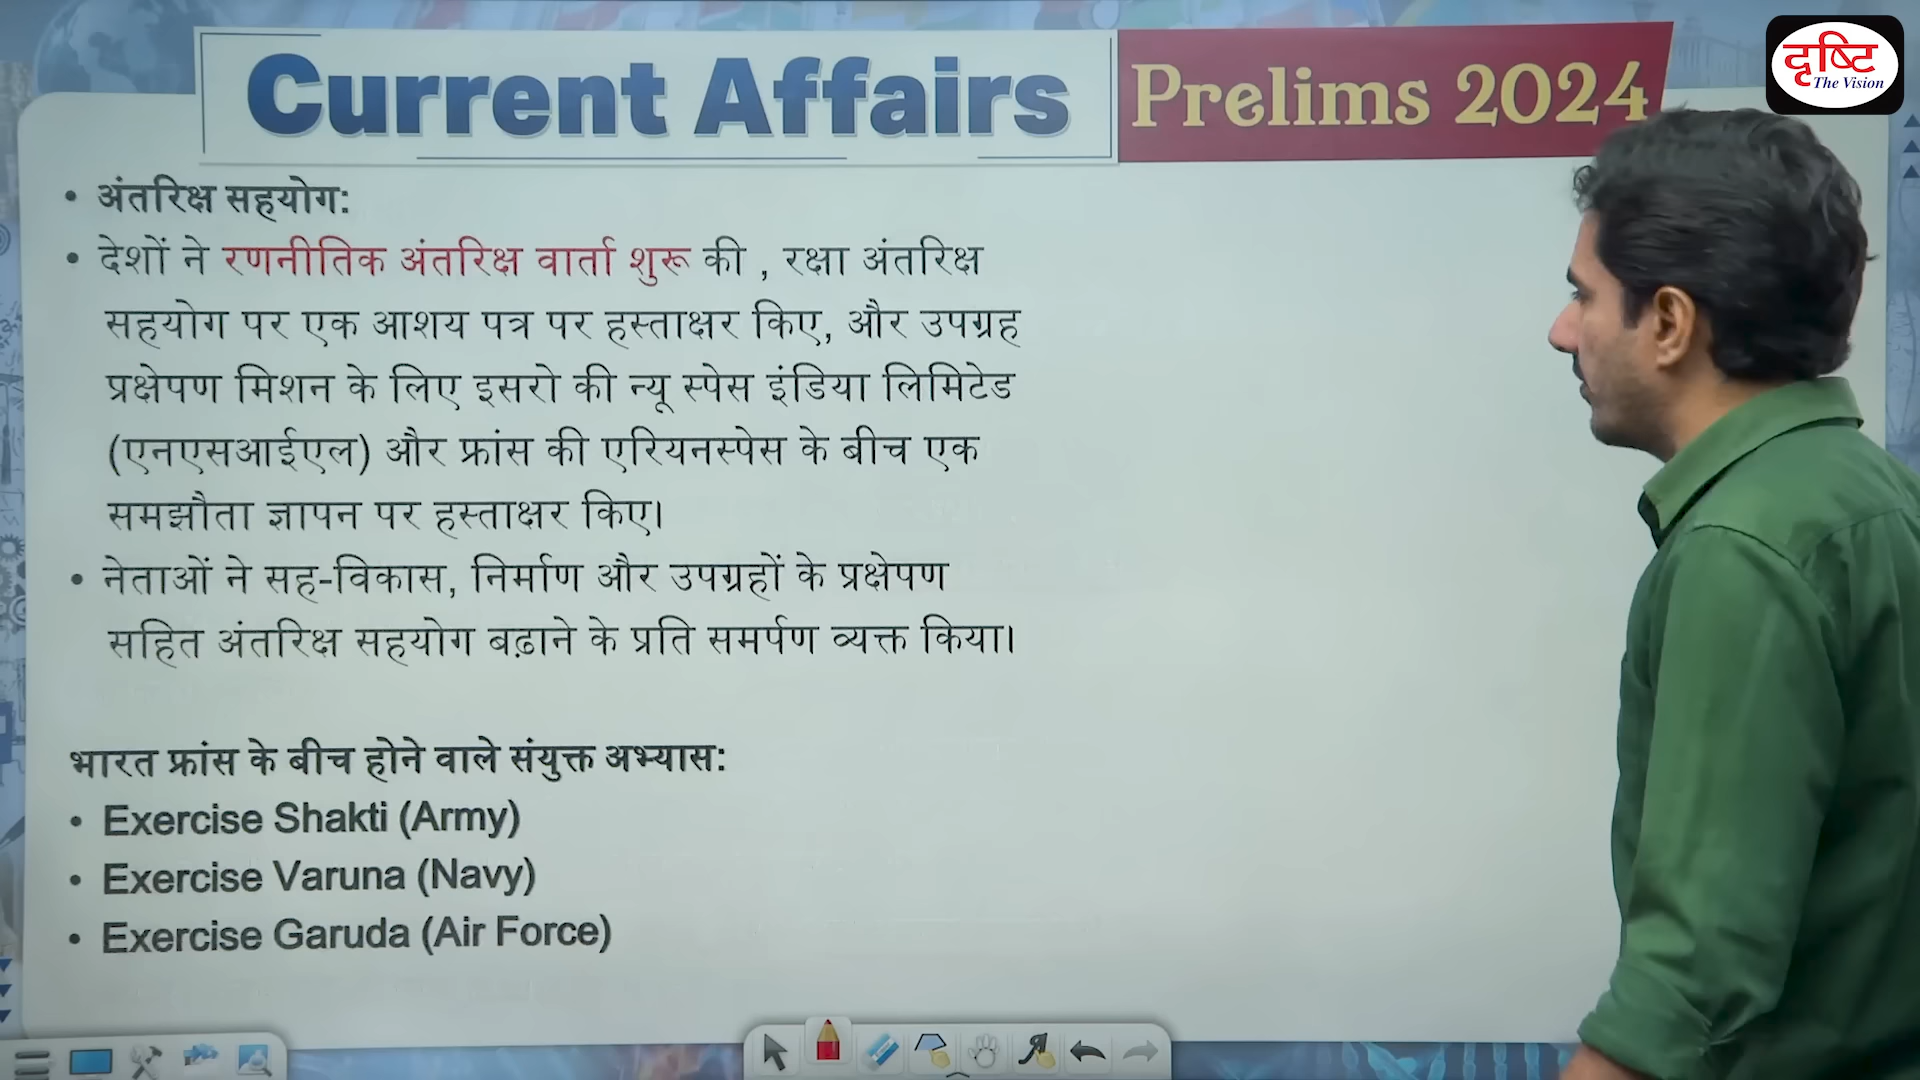 Current Affairs
Prelims 2024
दृष्टि
The Vision
• अंतरिक्ष सहयोग:
• देशों ने रणनीतिक अंतरिक्ष वार्ता शुरू की , रक्षा अंतरिक्ष
सहयोग पर एक आशय पत्र पर हस्ताक्षर किए, और उपग्रह
प्रक्षेपण मिशन के लिए इसरो की न्यू स्पेस इंडिया लिमिटेड
(एनएसआईएल) और फ्रांस की एरियनस्पेस के बीच एक
समझौता ज्ञापन पर हस्ताक्षर किए।
• नेताओं ने सह-विकास, निर्माण और उपग्रहों के प्रक्षेपण
सहित अंतरिक्ष सहयोग बढ़ाने के प्रति समर्पण व्यक्त किया।
भारत फ्रांस के बीच होने वाले संयुक्त अभ्यास:
• Exercise Shakti (Army)
• Exercise Varuna (Navy)
• Exercise Garuda (Air Force)